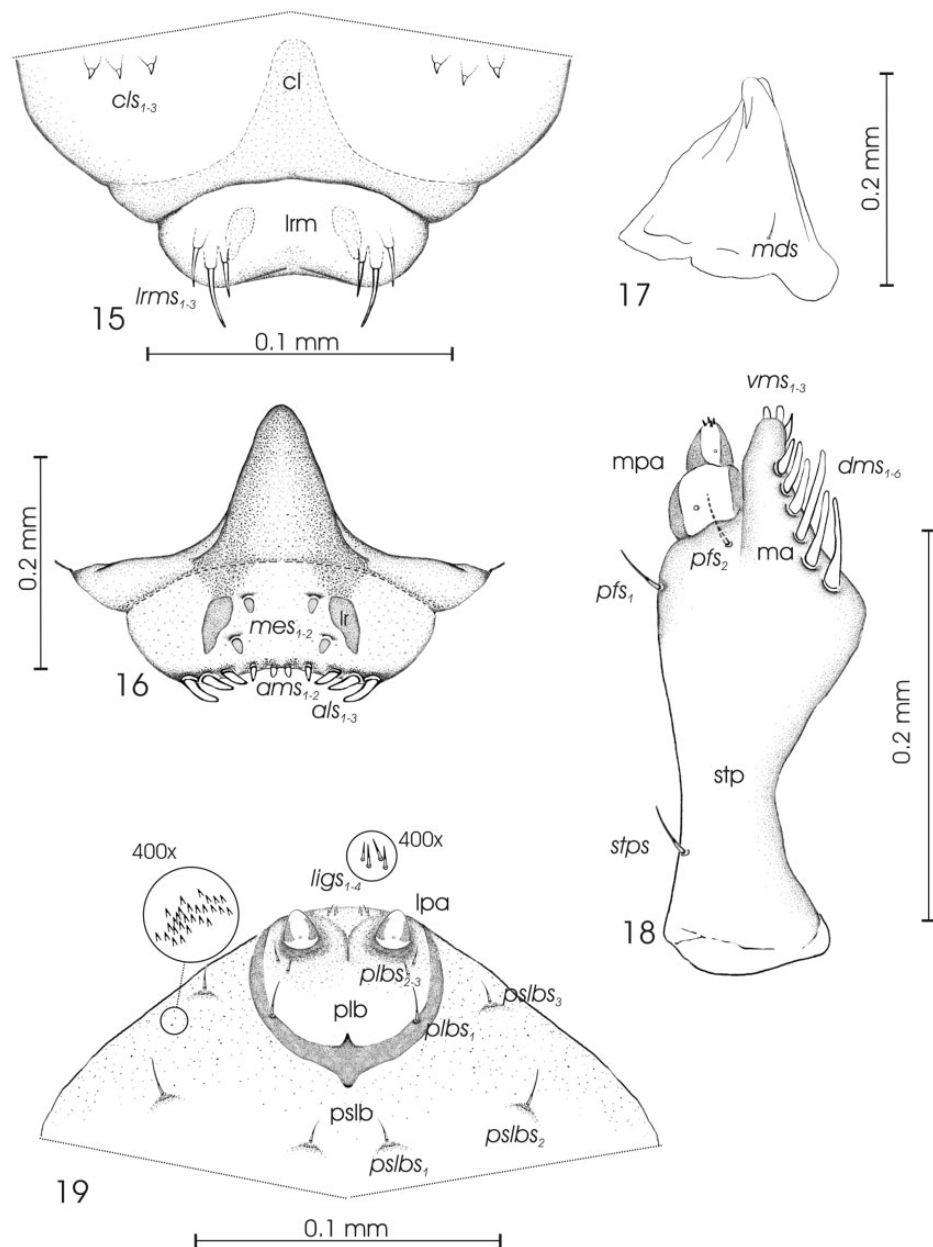 cl
cls₁₋₃
lrm
lrms₁₋₃
15
0.1 mm
mds
17
0.2 mm
0.2 mm
mes₁₋₂
lr
ams₁₋₂
als₁₋₃
16
vms₁₋₃
mpa
dms₁₋₆
ma
pfs₂
pfs₁
stp
stps
18
0.2 mm
400x
400x
ligs₁₋₄
lpa
plbs₂₋₃
pslbs₃
plb
plbs₁
pslb
pslbs₂
pslbs₁
19
0.1 mm